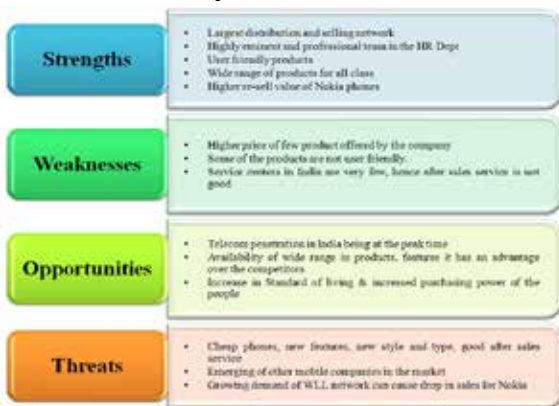 Strengths
Largest distribution and selling network
Highly eminent and professional team in the HR Dept
User friendly products
Wide range of products for all class
Higher re-sell value of Nokia phones
Weaknesses
Higher price of few product offered by the company
Some of the products are not user friendly.
Service centers in India are very few, hence after sales service is not
good
Opportunities
Telecom penetration in India being at the peak time
Availability of wide range in products, features it has an advantage
over the competitors
Increase in Standard of living & increased purchasing power of the
people
Threats
Cheap phones, new features, new style and type, good after sales
service
Emerging of other mobile companies in the market
Growing demand of WLL network can cause drop in sales for Nokia